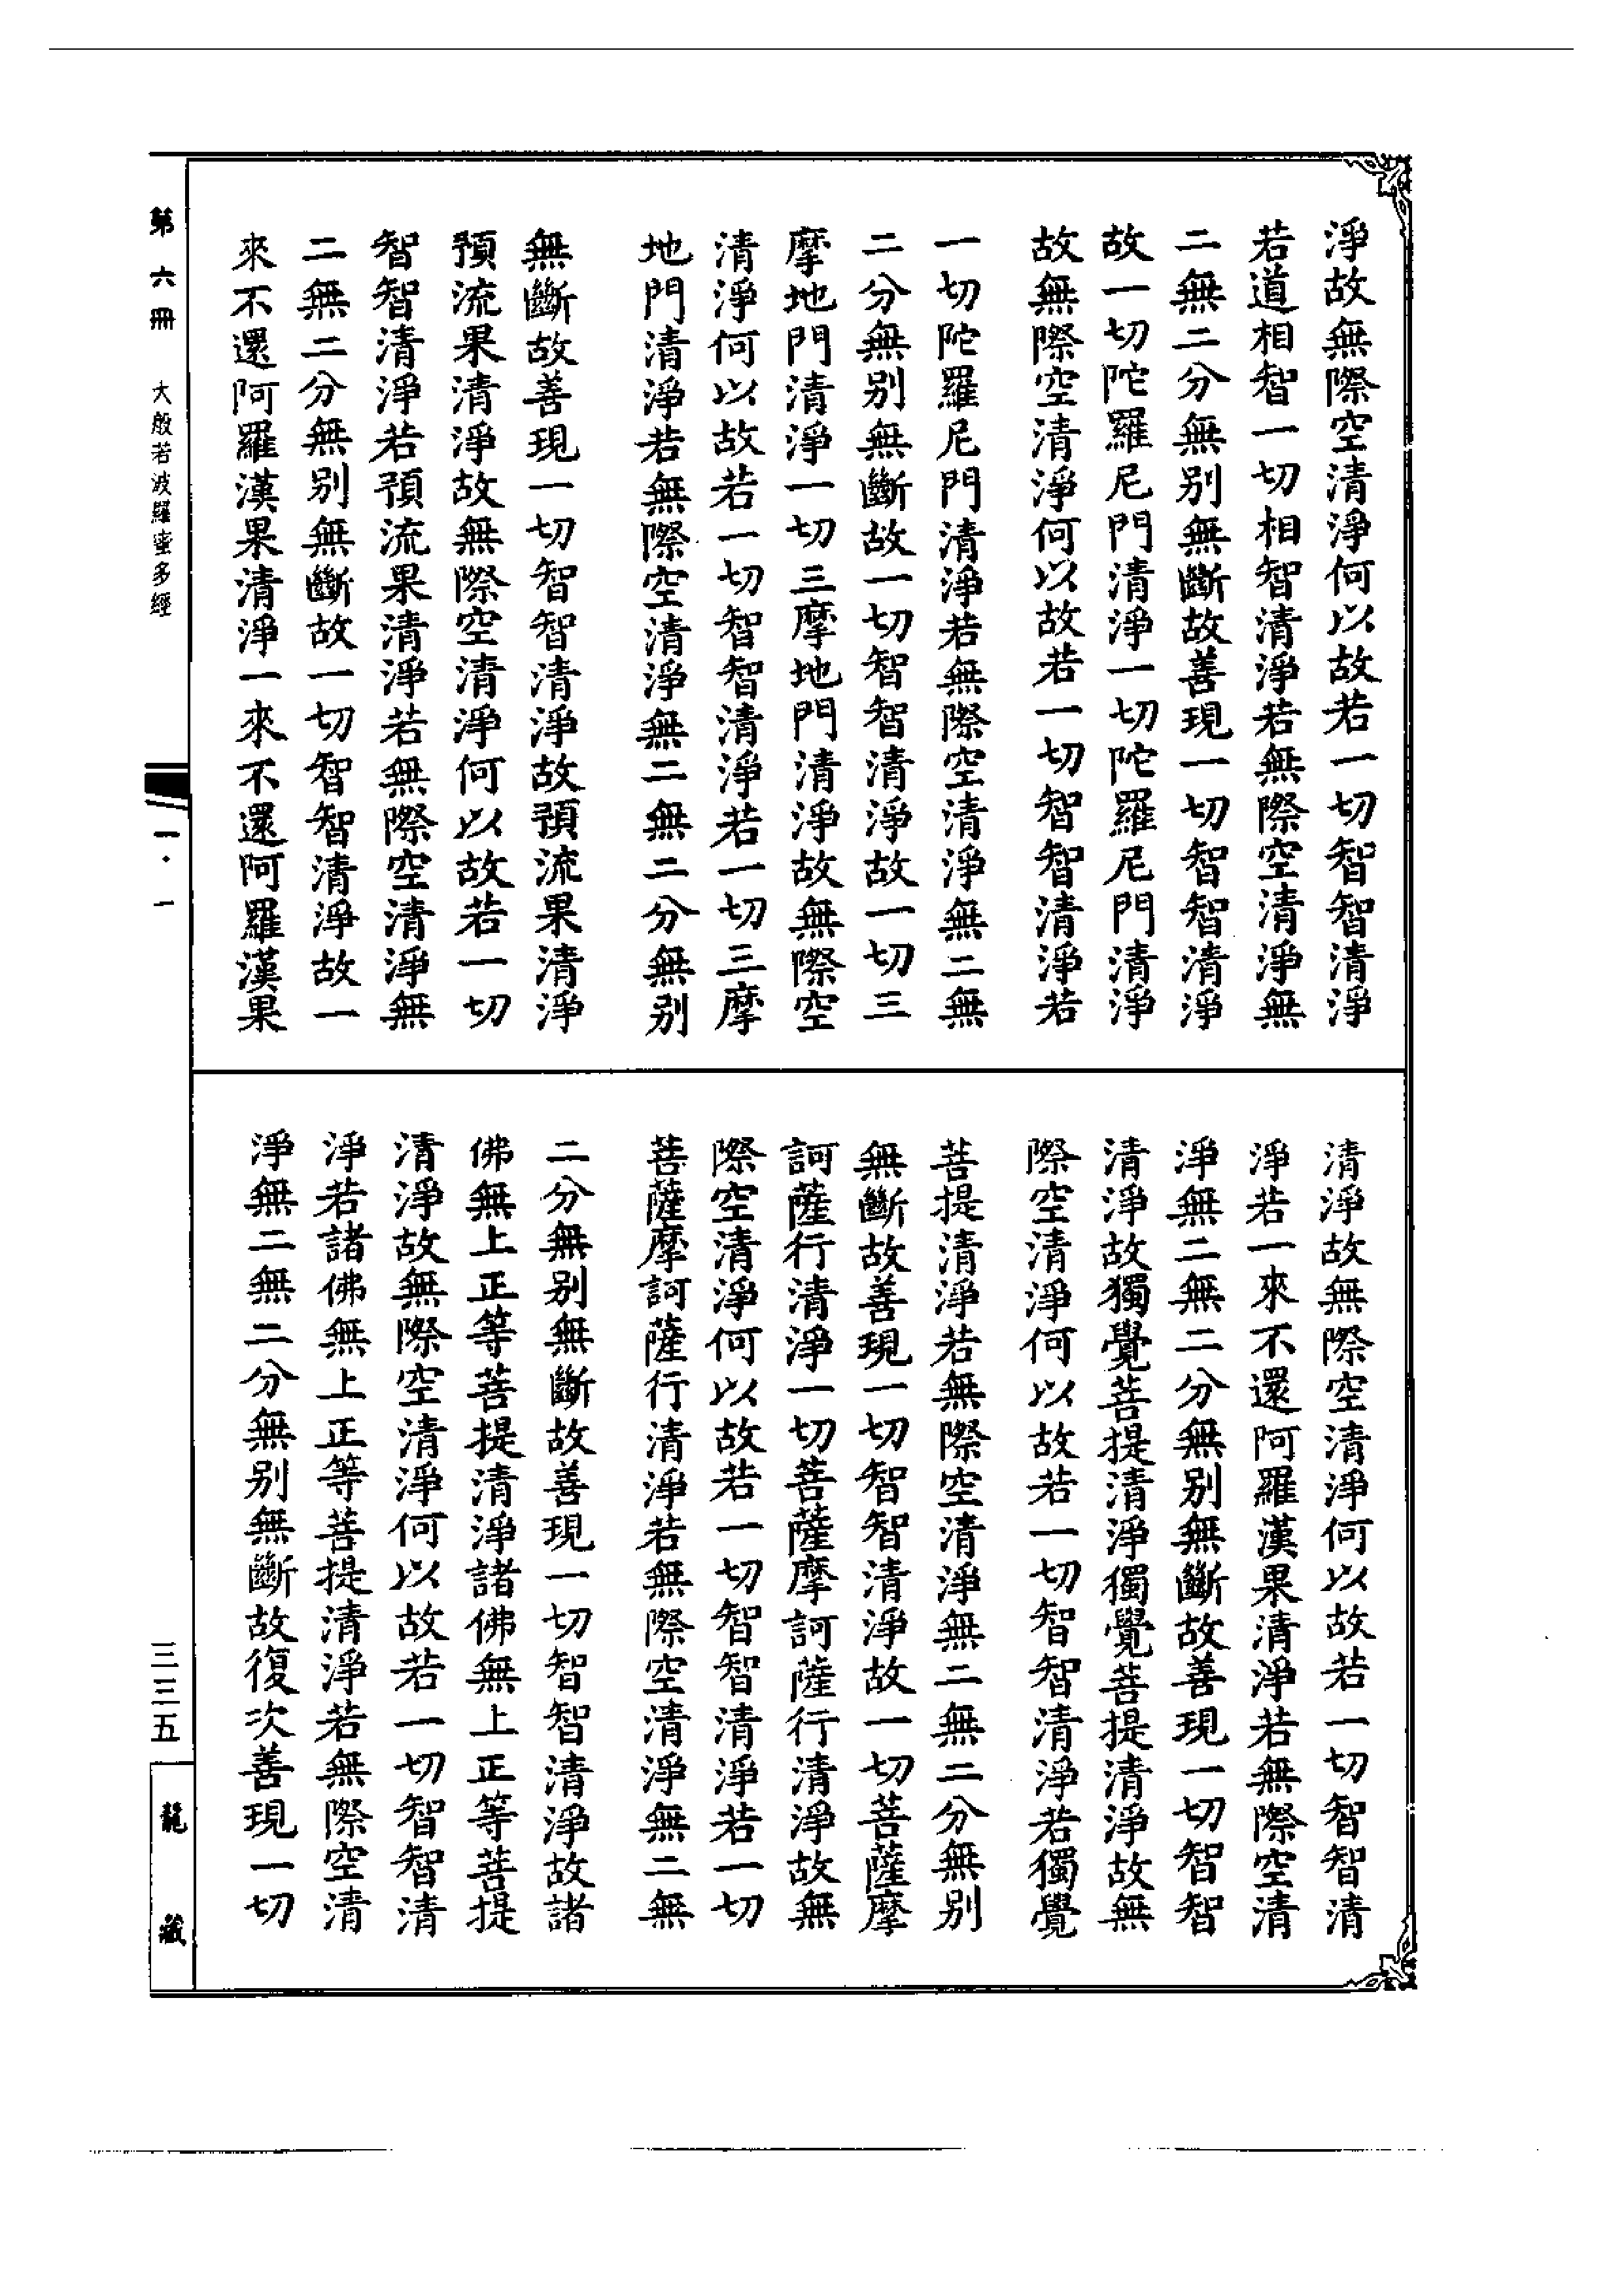 淨故無際空清淨何以故若一切智智清淨
若道相智一切相智清淨若無際空清淨無
二無二分無别無斷故善現一切智智清淨
故一切陀羅尼門清淨一切陀羅尼門清淨
故無際空清淨何以故若一切智智清淨若
一切陀羅尼門清淨若無際空清淨無二無
二分無别無斷故一切智智清淨故一切三
摩地門清淨一切三摩地門清淨故無際空
清淨何以故若一切智智清淨若一切三摩
地門清淨若無際空清淨無二無二分無别
無斷故善現一切智智清淨故預流果清淨
預流果清淨故無際空清淨何以故若一切
智智清淨若預流果清淨若無際空清淨無
二無二分無别無斷故一切智智清淨故一
來不還阿羅漢果清淨一來不還阿羅漢果
清淨故無際空清淨何以故若一切智智清
淨若一來不還阿羅漢果清淨若無際空清
淨無二無二分無别無斷故善現一切智智
清淨故獨覺菩提清淨獨覺菩提清淨故無
際空清淨何以故若一切智智清淨若獨覺
菩提清淨若無際空清淨無二無二分無别
無斷故善現一切智智清淨故一切菩薩摩
訶薩行清淨一切菩薩摩訶薩行清淨故無
際空清淨何以故若一切智智清淨若一切
菩薩摩訶薩行清淨若無際空清淨無二無
二分無别無斷故善現一切智智清淨故諸
佛無上正等菩提清淨諸佛無上正等菩提
清淨故無際空清淨何以故若一切智智清
淨若諸佛無上正等菩提清淨若無際空清
淨無二無二分無别無斷故復次善現一切
第六冊 大般若波羅蜜多經 一·一 三三五
龍藏